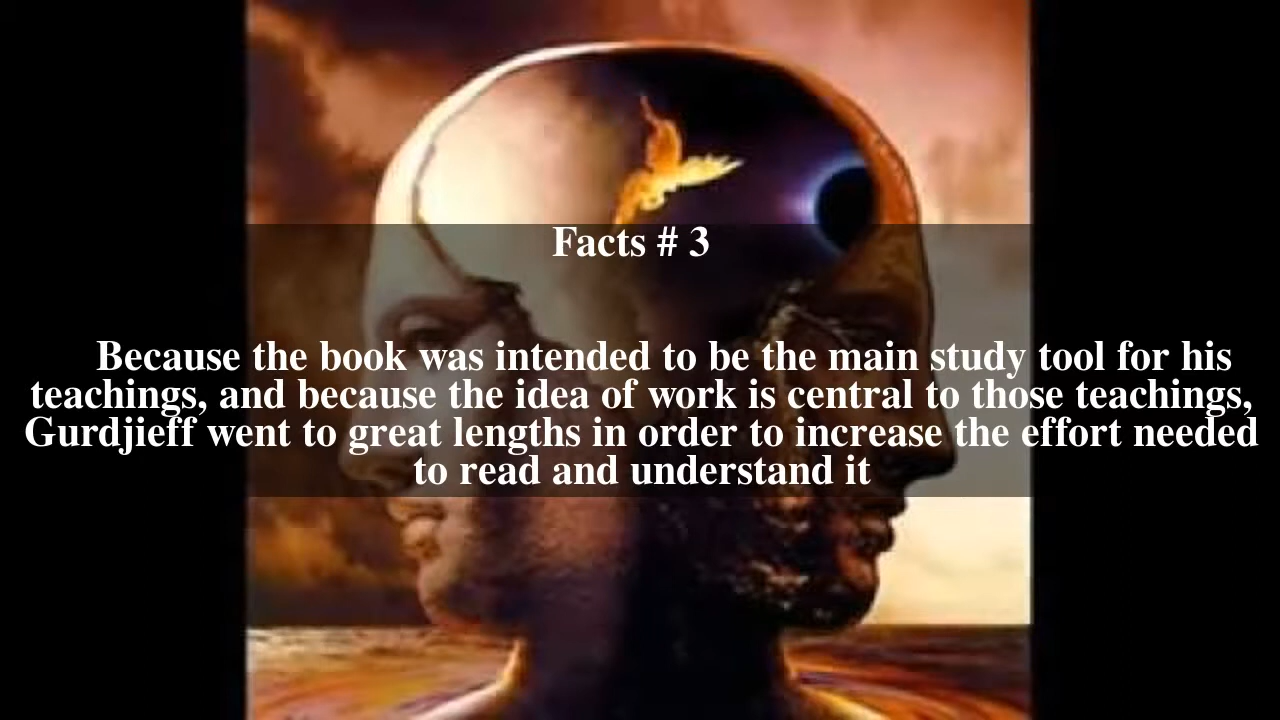 Facts # 3
Because the book was intended to be the main study tool for his
teachings, and because the idea of work is central to those teachings,
Gurdjieff went to great lengths in order to increase the effort needed
to read and understand it